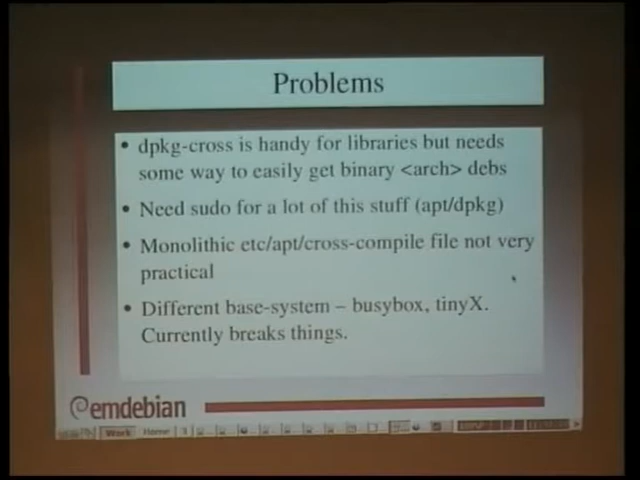 Problems
• dpkg-cross is handy for libraries but needs
some way to easily get binary <arch> debs
• Need sudo for a lot of this stuff (apt/dpkg)
• Monolithic etc/apt/cross-compile file not very
practical
• Different base-system – busybox, tinyX.
Currently breaks things.
emdebian
Work Home